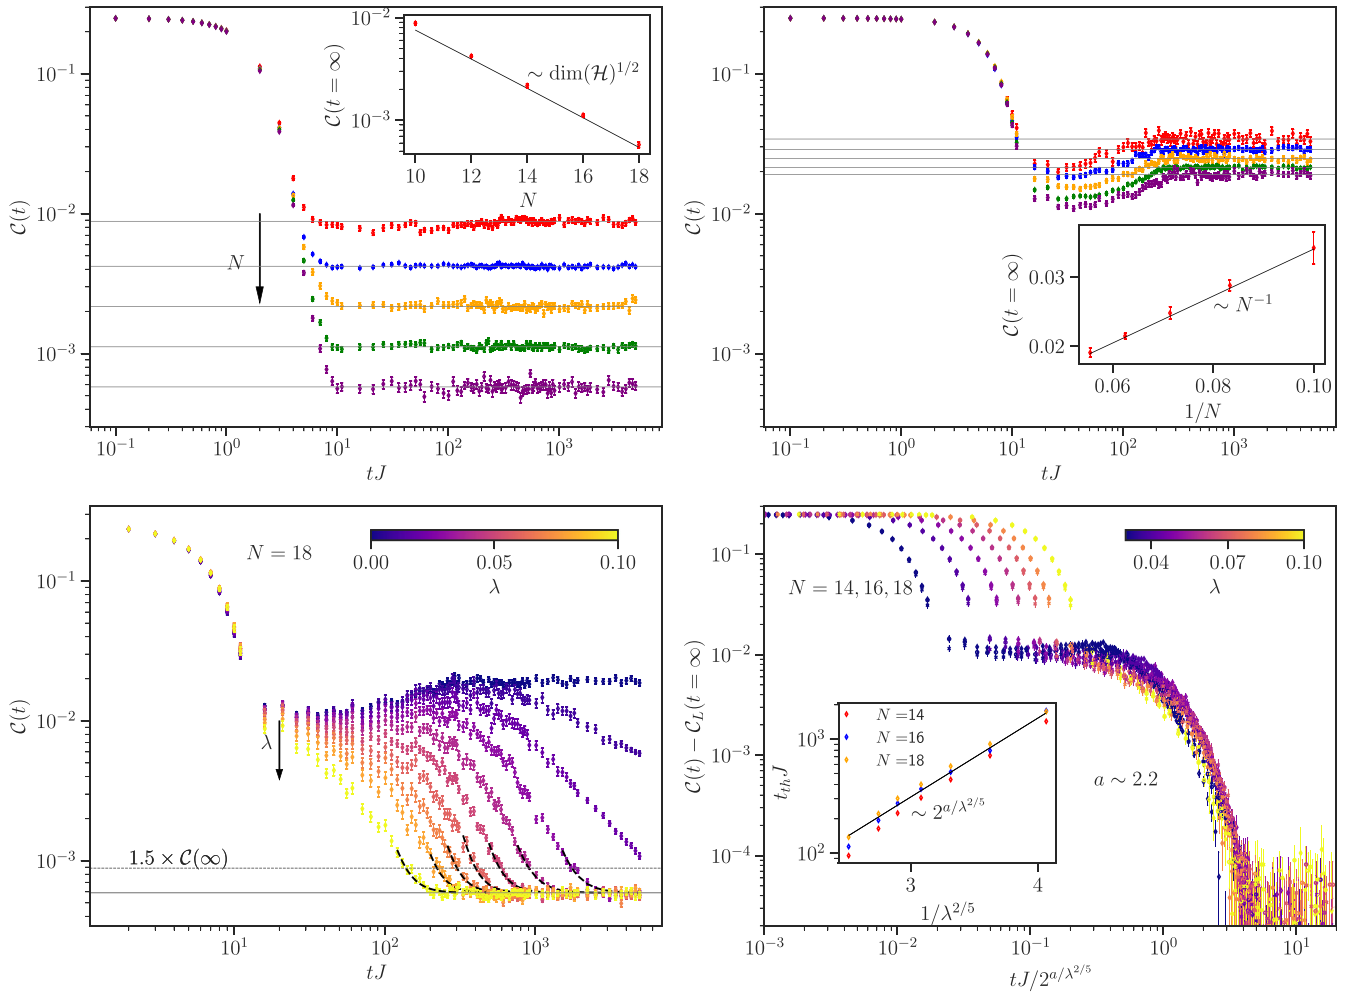 10⁻¹
10⁻²
10⁻³
𝒞(t)
10⁻¹ 10⁰ 10¹ 10² 10³
tJ
N
10⁻²
10⁻³
𝒞(t = ∞)
∼ dim(ℋ)^{1/2}
10 12 14 16 18
N
10⁻¹
10⁻²
10⁻³
𝒞(t)
10⁻¹ 10⁰ 10¹ 10² 10³
tJ
0.03
0.02
𝒞(t = ∞)
∼ N⁻¹
0.06 0.08 0.10
1/N
10⁻¹
10⁻²
10⁻³
𝒞(t)
N = 18
0.00 0.05 0.10
λ
λ
1.5 × 𝒞(∞)
10¹ 10² 10³
tJ
10⁻¹
10⁻²
10⁻³
10⁻⁴
𝒞(t) − 𝒞_L(t = ∞)
0.04 0.07 0.10
λ
N = 14, 16, 18
a ∼ 2.2
10³
10²
t_{th}J
N =14
N =16
N =18
∼ 2^{a/λ^{2/5}}
3 4
1/λ^{2/5}
10⁻³ 10⁻² 10⁻¹ 10⁰ 10¹
tJ/2^{a/λ^{2/5}}